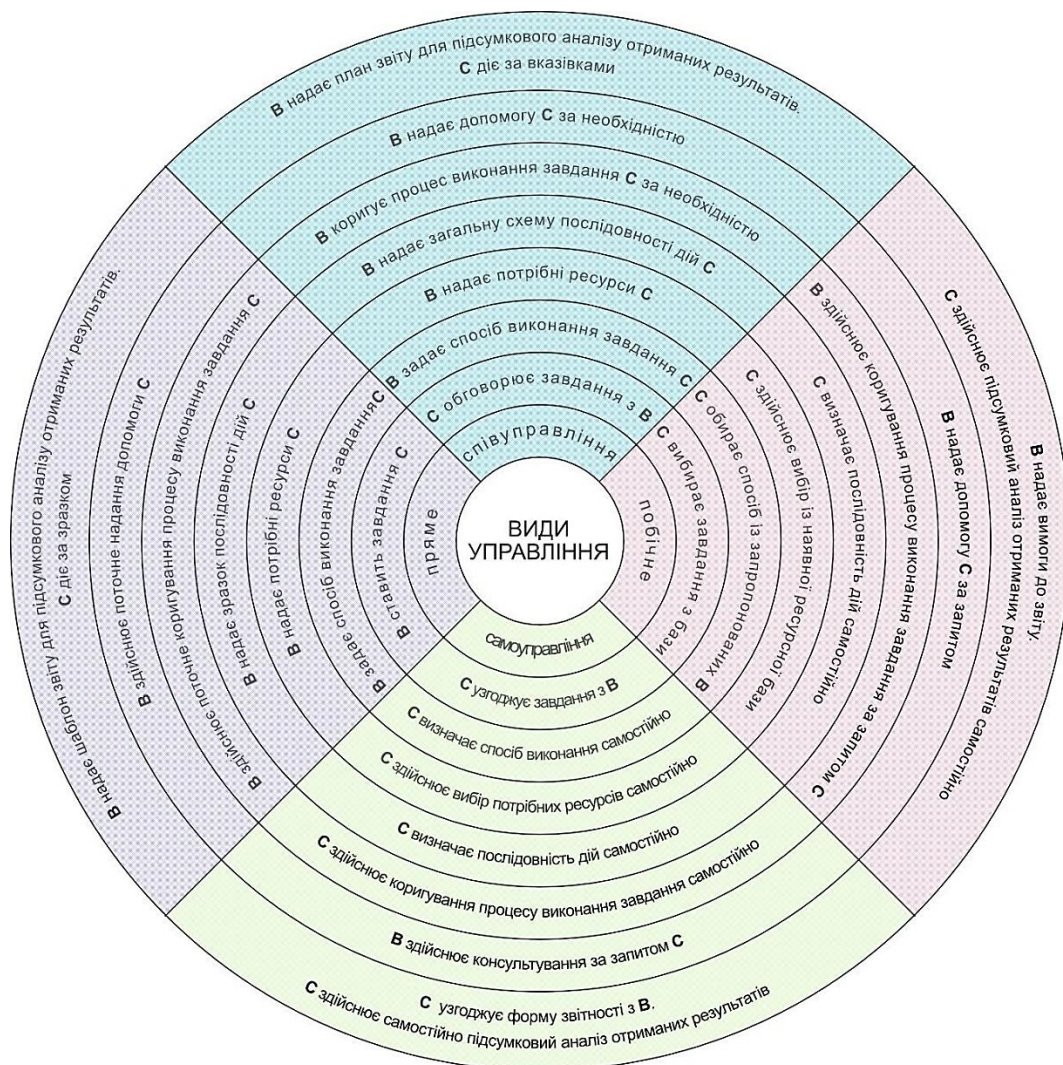 ВИДИ
УПРАВЛІННЯ
співуправління
С обговорює завдання з В
В задає спосіб виконання завдання С
В надає потрібні ресурси С
В надає загальну схему послідовності дій С
В коригує процес виконання завдання С за необхідністю
В надає допомогу С за необхідністю
В надає план звіту для підсумкового аналізу отриманих результатів.
С діє за вказівками
побічне
С вибирає завдання з бази
С обирає спосіб із запропонованих В
С здійснює вибір із наявної ресурсної бази
С визначає послідовність дій самостійно
В здійснює коригування процесу виконання завдання за запитом С
В надає допомогу С за запитом
В надає вимоги до звіту.
С здійснює підсумковий аналіз отриманих результатів самостійно
самоуправління
С узгоджує завдання з В
С визначає спосіб виконання самостійно
С здійснює вибір потрібних ресурсів самостійно
С визначає послідовність дій самостійно
С здійснює коригування процесу виконання завдання самостійно
В здійснює консультування за запитом С
С узгоджує форму звітності з В.
С здійснює самостійно підсумковий аналіз отриманих результатів
пряме
В ставить завдання С
В задає спосіб виконання завдання С
В надає потрібні ресурси С
В надає зразок послідовності дій С
В здійснює поточне коригування процесу виконання завдання С
В здійснює поточне надання допомоги С
В надає шаблон звіту для підсумкового аналізу отриманих результатів.
С діє за зразком